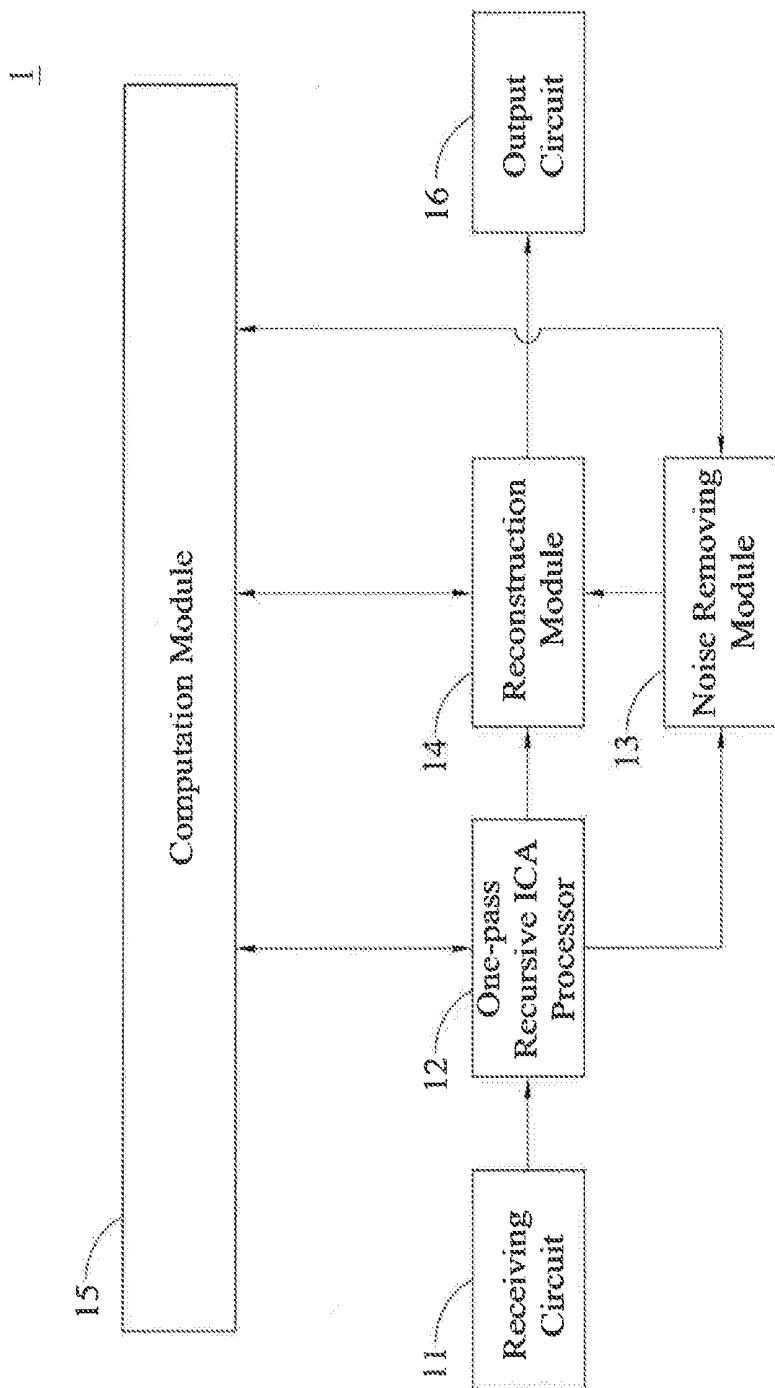 1
15
Computation Module
11
Receiving
Circuit
12
One-pass
Recursive ICA
Processor
14
Reconstruction
Module
13
Noise Removing
Module
16
Output
Circuit